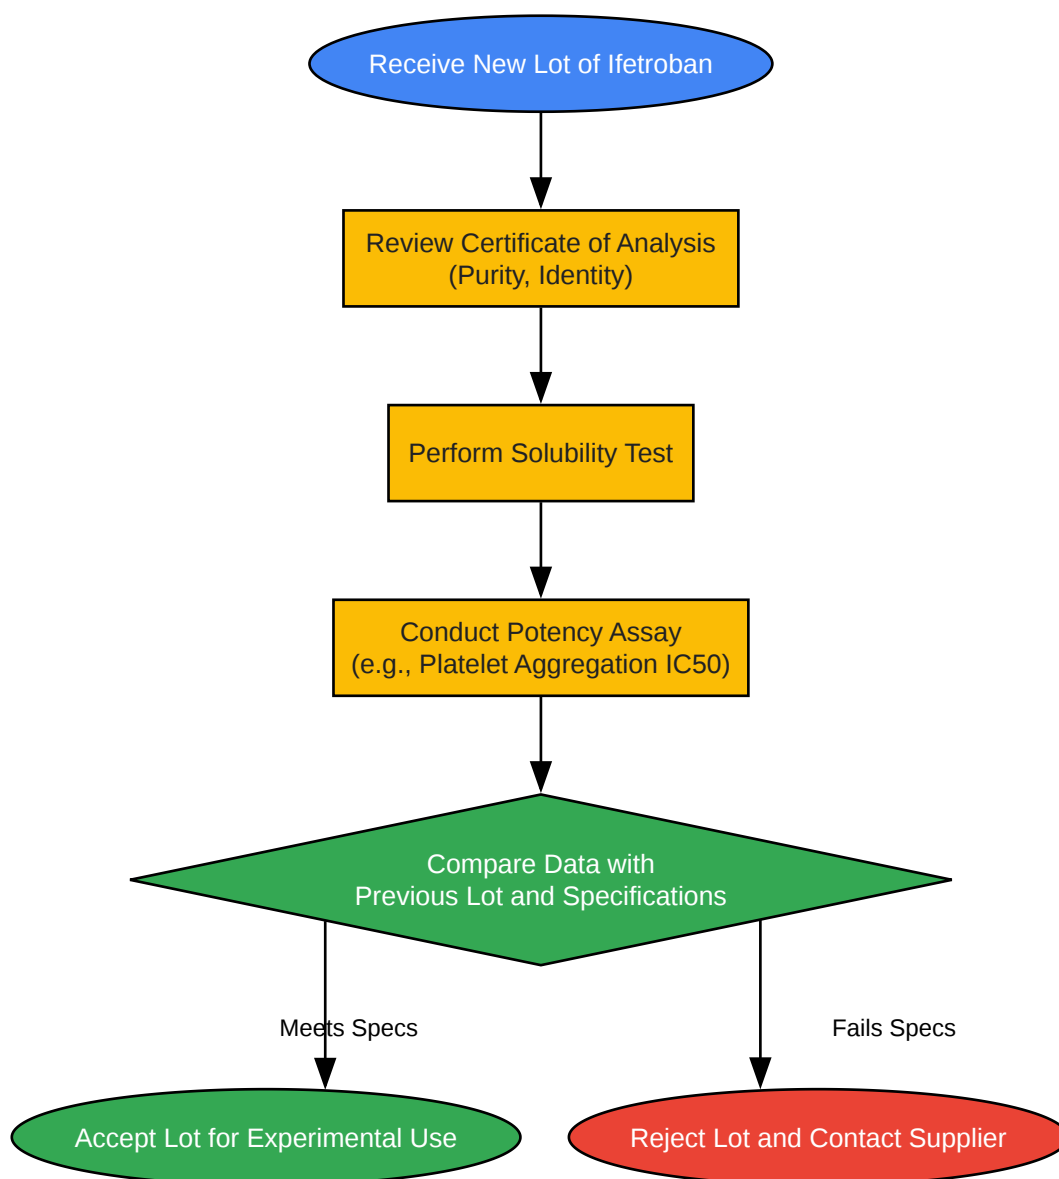 Receive New Lot of Ifetroban
Review Certificate of Analysis
(Purity, Identity)
Perform Solubility Test
Conduct Potency Assay
(e.g., Platelet Aggregation IC50)
Compare Data with
Previous Lot and Specifications
Meets Specs
Fails Specs
Accept Lot for Experimental Use
Reject Lot and Contact Supplier